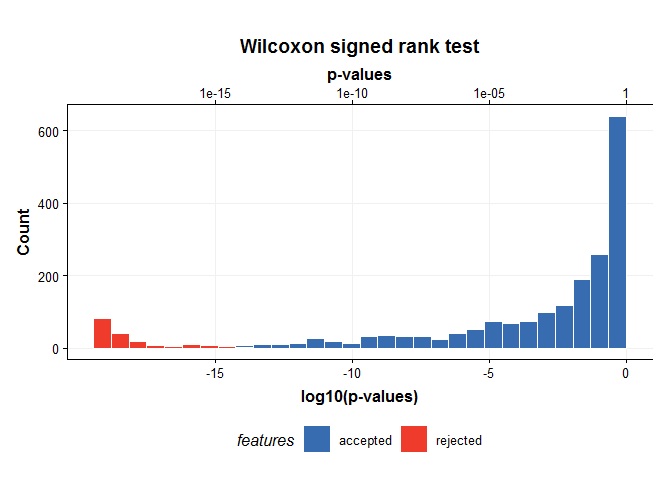 Wilcoxon signed rank test
p-values
1e-15 1e-10 1e-05 1
600
400
200
0
Count
-15 -10 -5 0
log10(p-values)
features accepted rejected